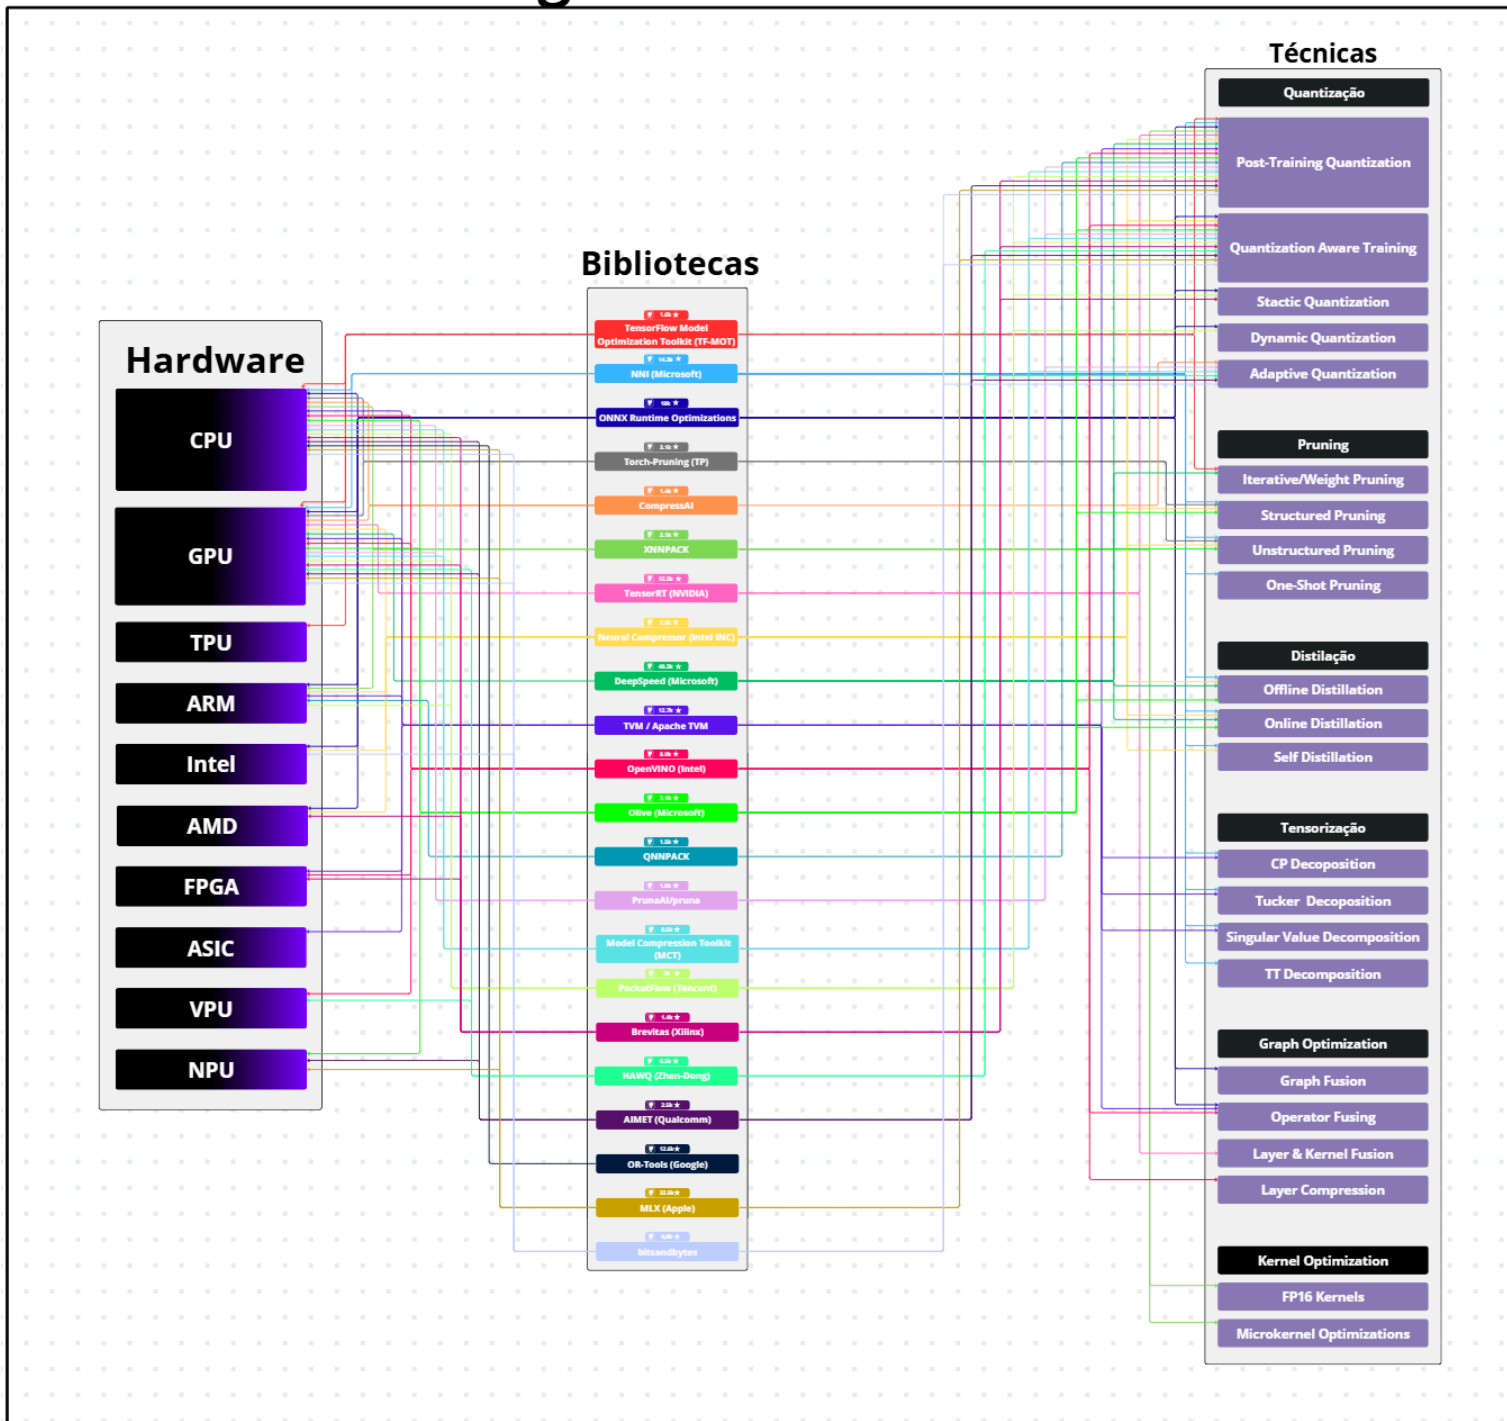 Técnicas
Quantização
Post-Training Quantization
Quantization Aware Training
Stactic Quantization
Dynamic Quantization
Adaptive Quantization
Pruning
Iterative/Weight Pruning
Structured Pruning
Unstructured Pruning
One-Shot Pruning
Distilação
Offline Distillation
Online Distillation
Self Distillation
Tensorização
CP Decoposition
Tucker Decoposition
Singular Value Decomposition
TT Decomposition
Graph Optimization
Graph Fusion
Operator Fusing
Layer & Kernel Fusion
Layer Compression
Kernel Optimization
FP16 Kernels
Microkernel Optimizations
Bibliotecas
TensorFlow Model
Optimization Toolkit (TF-MOT)
NNI (Microsoft)
ONNX Runtime Optimizations
Torch-Pruning (TP)
CompressAI
XNNPACK
TensorRT (NVIDIA)
Neural Compressor (Intel INC)
DeepSpeed (Microsoft)
TVM / Apache TVM
OpenVINO (Intel)
Olive (Microsoft)
QNNPACK
PrunaAI/pruna
Model Compression Toolkit
(MCT)
PocketFlow (Tencent)
Brevitas (Xilinx)
HAWQ (Zhen-Dong)
AIMET (Qualcomm)
OR-Tools (Google)
MLX (Apple)
bitsandbytes
Hardware
CPU
GPU
TPU
ARM
Intel
AMD
FPGA
ASIC
VPU
NPU